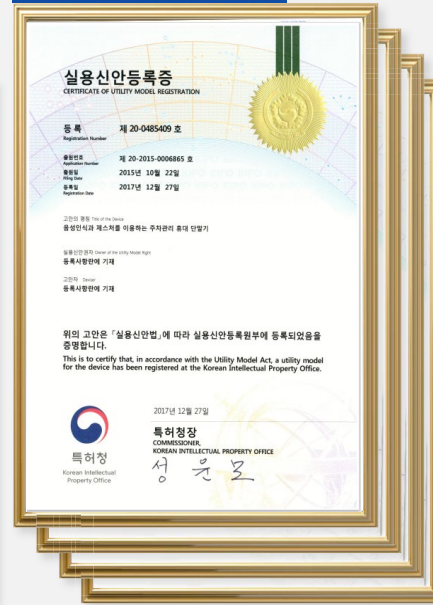 실용신안등록증
CERTIFICATE OF UTILITY MODEL REGISTRATION
등록 제 20-0485409 호
Registration Number
출원번호 제 20-2015-0006865 호
Application Number
출원일 2015년 10월 22일
Filing Date
등록일 2017년 12월 27일
Registration Date
고안의 명칭 Title of the Device
음성인식과 제스처를 이용하는 주차관리 휴대 단말기
실용신안권자 Owner of the Utility Model Right
등록사항란에 기재
고안자 Deviser
등록사항란에 기재
위의 고안은 「실용신안법」에 따라 실용신안등록원부에 등록되었음을
증명합니다.
This is to certify that, in accordance with the Utility Model Act, a utility model
for the device has been registered at the Korean Intellectual Property Office.
2017년 12월 27일
특허청장
COMMISSIONER,
KOREAN INTELLECTUAL PROPERTY OFFICE
성윤모
특허청
Korean Intellectual
Property Office